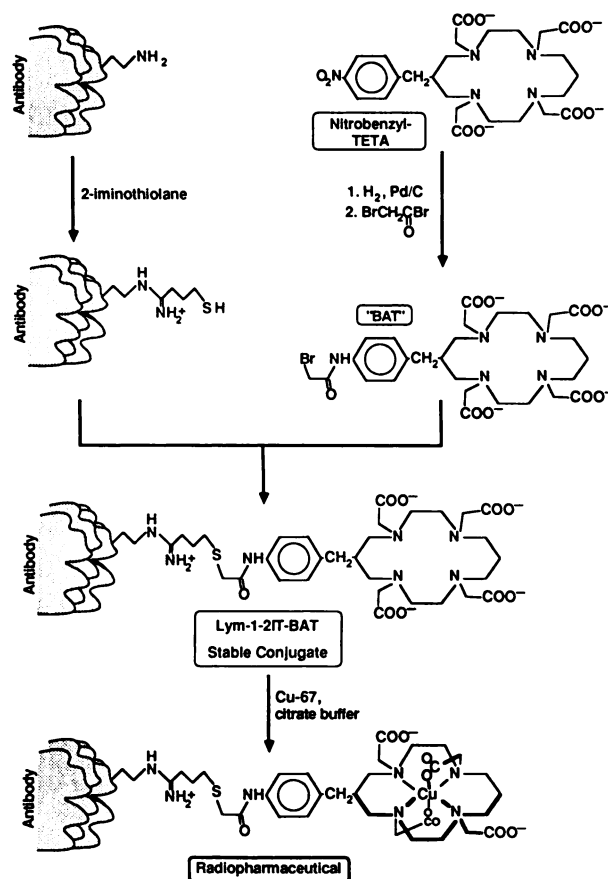 Antibody
NH2
O2N
CH2
N
N
N
N
COO–
COO–
COO–
COO–
Nitrobenzyl-
TETA
2-iminothiolane
1. H2, Pd/C
2. BrCH2CBr
O
Antibody
H
N
NH2+
S H
"BAT"
Br
NH
O
CH2
N
N
N
N
COO–
COO–
COO–
COO–
Antibody
H
N
NH2+
S
O
NH
CH2
N
N
N
N
COO–
COO–
COO–
COO–
Lym-1-2IT-BAT
Stable Conjugate
Cu-67,
citrate buffer
Antibody
H
N
NH2+
S
O
NH
CH2
N
N
N
N
COO–
COO–
O
C
O
Cu
O
CO
Radiopharmaceutical